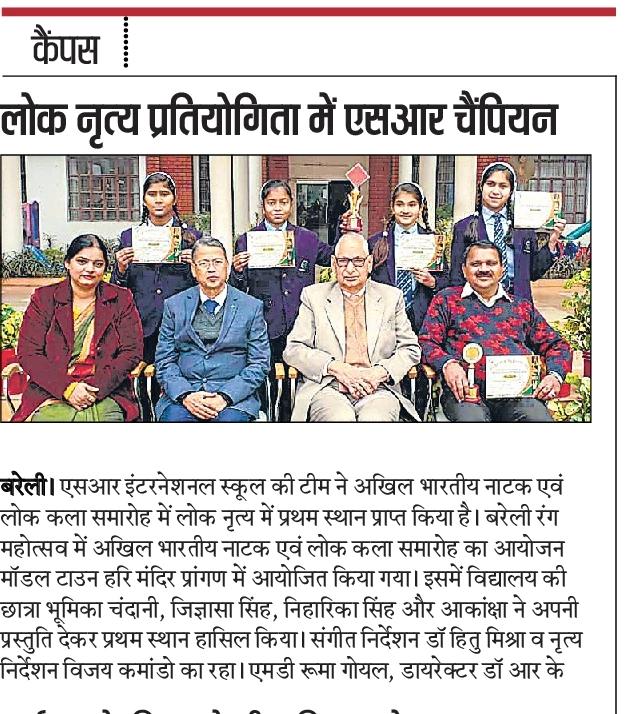 कैंपस
लोक नृत्य प्रतियोगिता में एसआर चैंपियन
बरेली। एसआर इंटरनेशनल स्कूल की टीम ने अखिल भारतीय नाटक एवं
लोक कला समारोह में लोक नृत्य में प्रथम स्थान प्राप्त किया है। बरेली रंग
महोत्सव में अखिल भारतीय नाटक एवं लोक कला समारोह का आयोजन
मॉडल टाउन हरि मंदिर प्रांगण में आयोजित किया गया। इसमें विद्यालय की
छात्रा भूमिका चंदानी, जिज्ञासा सिंह, निहारिका सिंह और आकांक्षा ने अपनी
प्रस्तुति देकर प्रथम स्थान हासिल किया। संगीत निर्देशन डॉ हितु मिश्रा व नृत्य
निर्देशन विजय कमांडो का रहा। एमडी रूमा गोयल, डायरेक्टर डॉ आर के